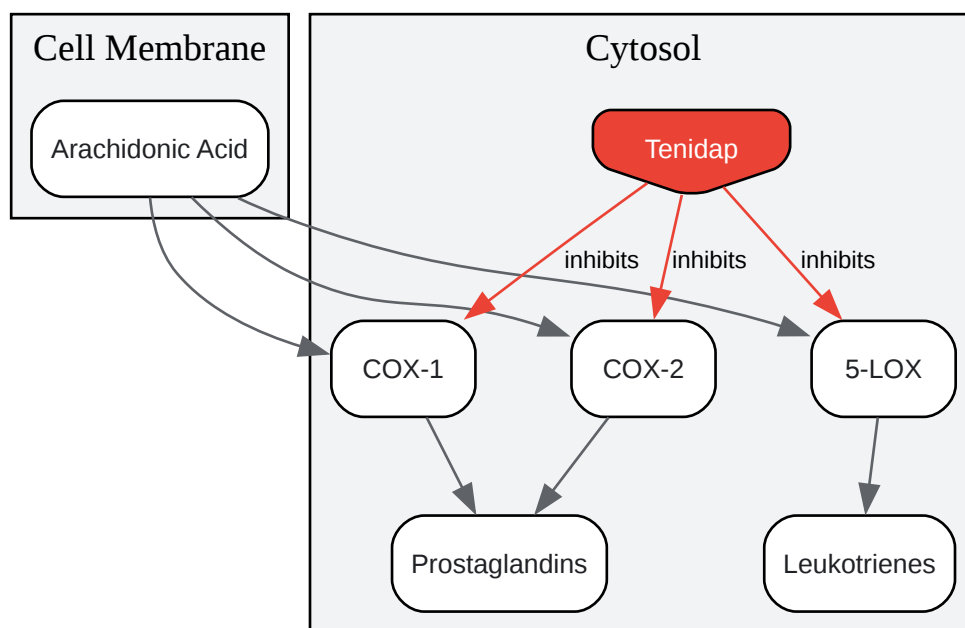 Cell Membrane
Cytosol
Arachidonic Acid
Tenidap
inhibits
inhibits
inhibits
COX-1
COX-2
5-LOX
Prostaglandins
Leukotrienes